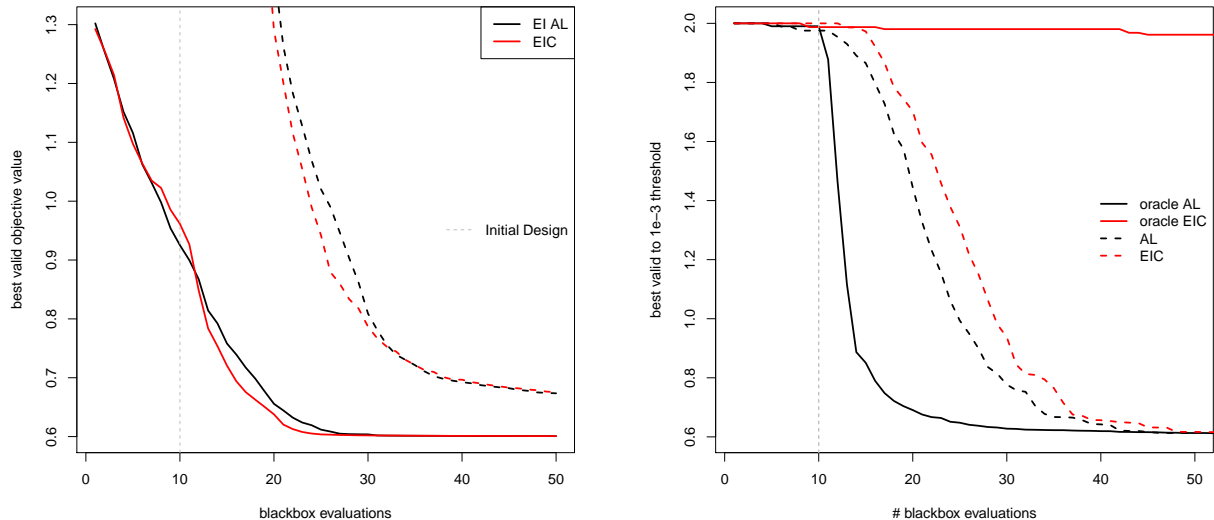 EI AL
EIC
Initial Design
best valid objective value
0.6 0.7 0.8 0.9 1.0 1.1 1.2 1.3
0 10 20 30 40 50
blackbox evaluations
oracle AL
oracle EIC
AL
EIC
best valid to 1e−3 threshold
0.6 0.8 1.0 1.2 1.4 1.6 1.8 2.0
0 10 20 30 40 50
# blackbox evaluations